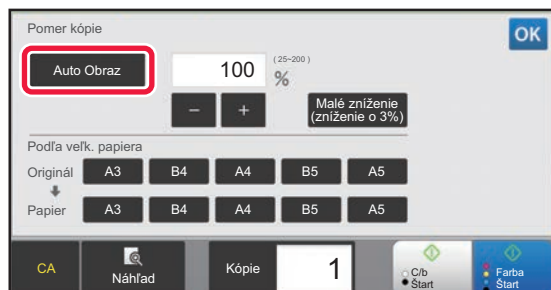 Pomer kópie
OK
Auto Obraz
100
(25~200)
%
−
+
Malé zníženie
(zníženie o 3%)
Podľa veľk. papiera
Originál
A3
B4
A4
B5
A5
Papier
A3
B4
A4
B5
A5
CA
Náhľad
Kópie
1
C/b
Štart
Farba
Štart